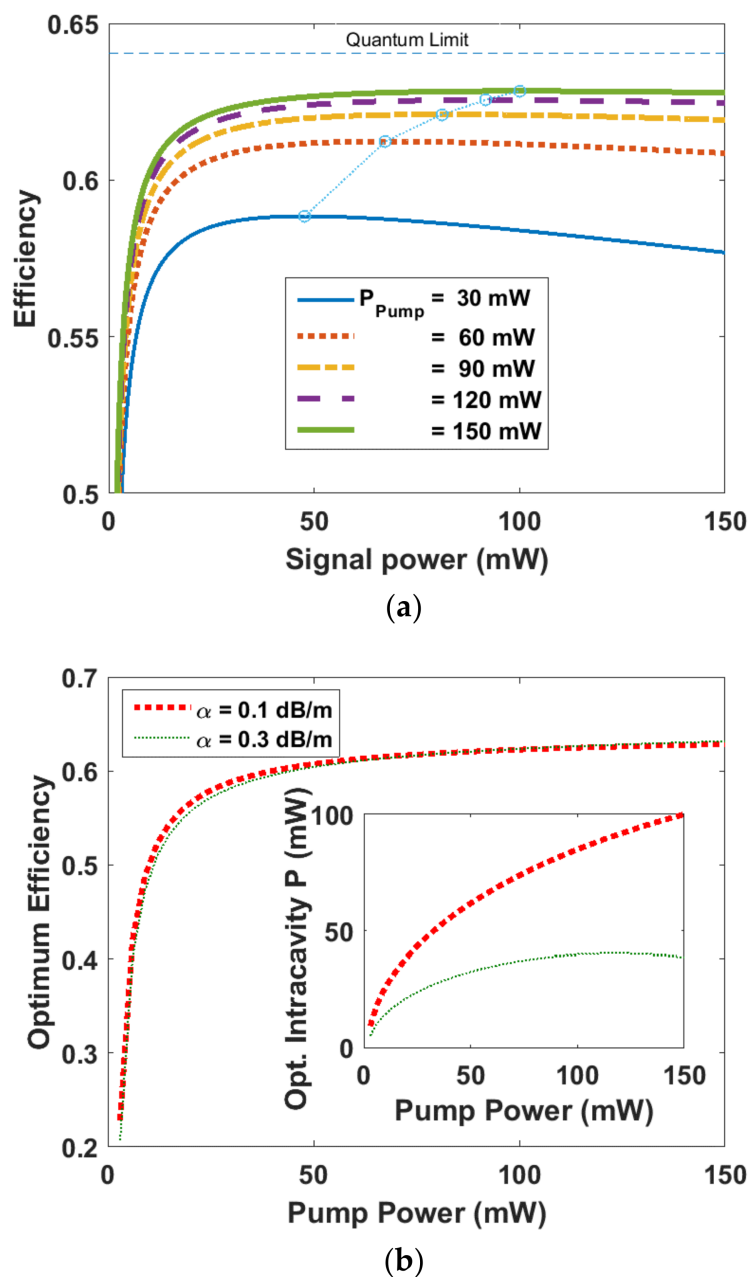 0.65
Quantum Limit
0.6
Efficiency
P Pump = 30 mW
= 60 mW
0.55
= 90 mW
= 120 mW
= 150 mW
0.5
0 50 100 150
Signal power (mW)
(a)
0.7
α = 0.1 dB/m
α = 0.3 dB/m
0.6
Optimum Efficiency
0.5
0.4
0.3
0.2
100
Opt. Intracavity P (mW)
50
0
0 50 100 150
Pump Power (mW)
0 50 100 150
Pump Power (mW)
(b)